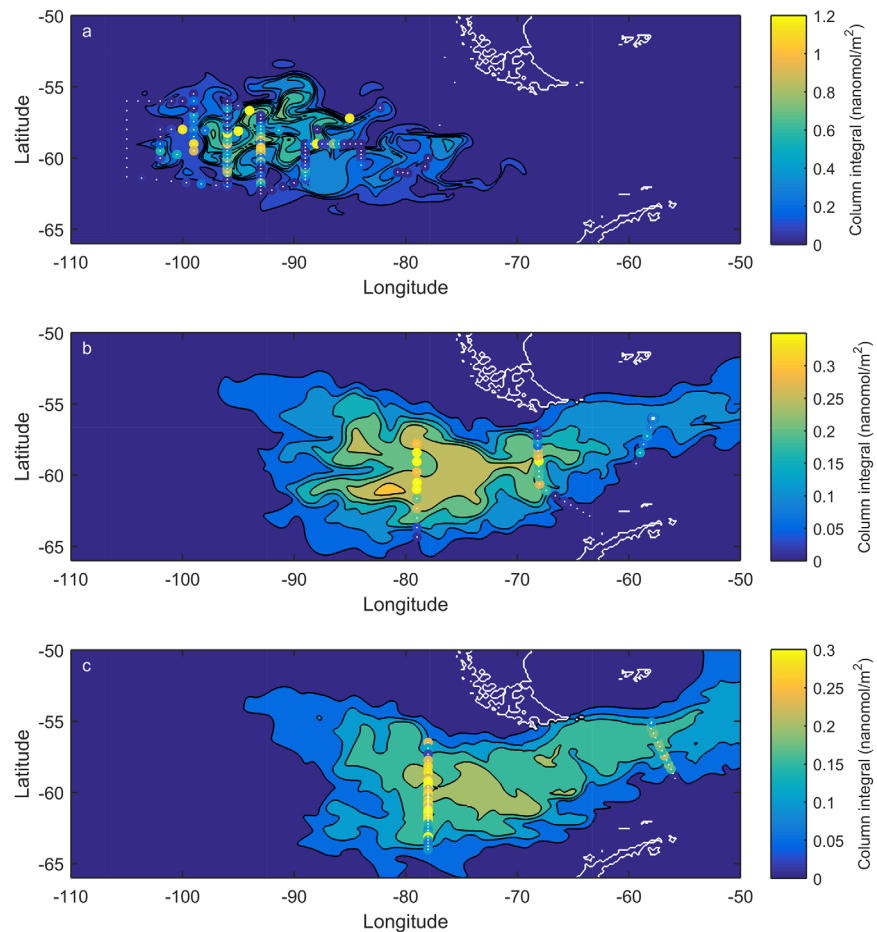 a
-50
-55
-60
-65
Latitude
-110 -100 -90 -80 -70 -60 -50
Longitude
1.2
1
0.8
0.6
0.4
0.2
0
Column integral (nanomol/m²)
b
-50
-55
-60
-65
Latitude
-110 -100 -90 -80 -70 -60 -50
Longitude
0.3
0.25
0.2
0.15
0.1
0.05
0
Column integral (nanomol/m²)
c
-50
-55
-60
-65
Latitude
-110 -100 -90 -80 -70 -60 -50
Longitude
0.3
0.25
0.2
0.15
0.1
0.05
0
Column integral (nanomol/m²)